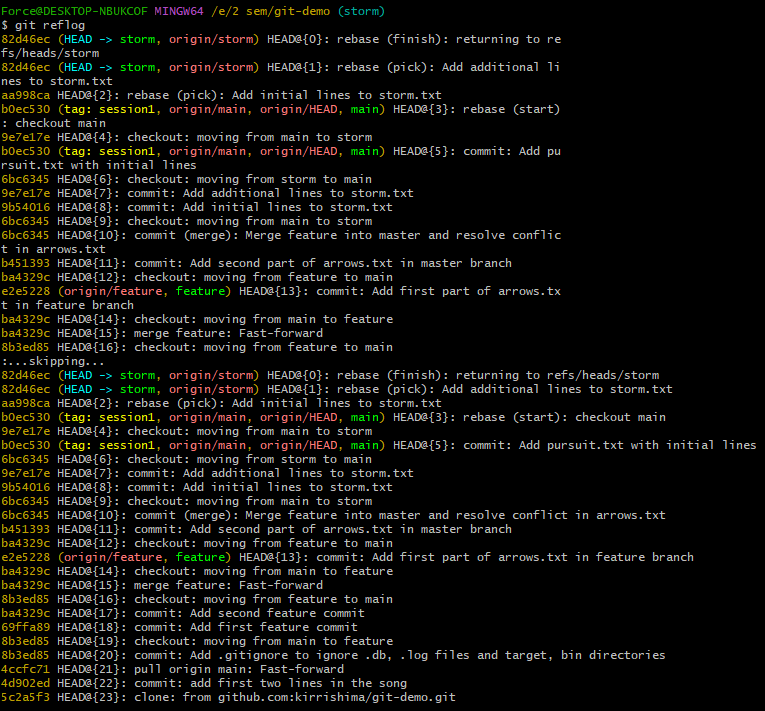 Force@DESKTOP-NBUKCOF MINGW64 /e/2 sem/git-demo (storm)
$ git reflog
82d46ec (HEAD -> storm, origin/storm) HEAD@{0}: rebase (finish): returning to re
fs/heads/storm
82d46ec (HEAD -> storm, origin/storm) HEAD@{1}: rebase (pick): Add additional li
nes to storm.txt
aa998ca HEAD@{2}: rebase (pick): Add initial lines to storm.txt
b0ec530 (tag: session1, origin/main, origin/HEAD, main) HEAD@{3}: rebase (start)
: checkout main
9e7e17e HEAD@{4}: checkout: moving from main to storm
b0ec530 (tag: session1, origin/main, origin/HEAD, main) HEAD@{5}: commit: Add pu
rsuit.txt with initial lines
6bc6345 HEAD@{6}: checkout: moving from storm to main
9e7e17e HEAD@{7}: commit: Add additional lines to storm.txt
9b54016 HEAD@{8}: commit: Add initial lines to storm.txt
6bc6345 HEAD@{9}: checkout: moving from main to storm
6bc6345 HEAD@{10}: commit (merge): Merge feature into master and resolve conflic
t in arrows.txt
b451393 HEAD@{11}: commit: Add second part of arrows.txt in master branch
ba4329c HEAD@{12}: checkout: moving from feature to main
e2e5228 (origin/feature, feature) HEAD@{13}: commit: Add first part of arrows.tx
t in feature branch
ba4329c HEAD@{14}: checkout: moving from main to feature
ba4329c HEAD@{15}: merge feature: Fast-forward
8b3ed85 HEAD@{16}: checkout: moving from feature to main
:...skipping...
82d46ec (HEAD -> storm, origin/storm) HEAD@{0}: rebase (finish): returning to refs/heads/storm
82d46ec (HEAD -> storm, origin/storm) HEAD@{1}: rebase (pick): Add additional lines to storm.txt
aa998ca HEAD@{2}: rebase (pick): Add initial lines to storm.txt
b0ec530 (tag: session1, origin/main, origin/HEAD, main) HEAD@{3}: rebase (start): checkout main
9e7e17e HEAD@{4}: checkout: moving from main to storm
b0ec530 (tag: session1, origin/main, origin/HEAD, main) HEAD@{5}: commit: Add pursuit.txt with initial lines
6bc6345 HEAD@{6}: checkout: moving from storm to main
9e7e17e HEAD@{7}: commit: Add additional lines to storm.txt
9b54016 HEAD@{8}: commit: Add initial lines to storm.txt
6bc6345 HEAD@{9}: checkout: moving from main to storm
6bc6345 HEAD@{10}: commit (merge): Merge feature into master and resolve conflict in arrows.txt
b451393 HEAD@{11}: commit: Add second part of arrows.txt in master branch
ba4329c HEAD@{12}: checkout: moving from feature to main
e2e5228 (origin/feature, feature) HEAD@{13}: commit: Add first part of arrows.txt in feature branch
ba4329c HEAD@{14}: checkout: moving from main to feature
ba4329c HEAD@{15}: merge feature: Fast-forward
8b3ed85 HEAD@{16}: checkout: moving from feature to main
ba4329c HEAD@{17}: commit: Add second feature commit
69ffa89 HEAD@{18}: commit: Add first feature commit
8b3ed85 HEAD@{19}: checkout: moving from main to feature
8b3ed85 HEAD@{20}: commit: Add .gitignore to ignore .db, .log files and target, bin directories
4ccfc71 HEAD@{21}: pull origin main: Fast-forward
4d902ed HEAD@{22}: commit: add first two lines in the song
5c2a5f3 HEAD@{23}: clone: from github.com:kirrishima/git-demo.git